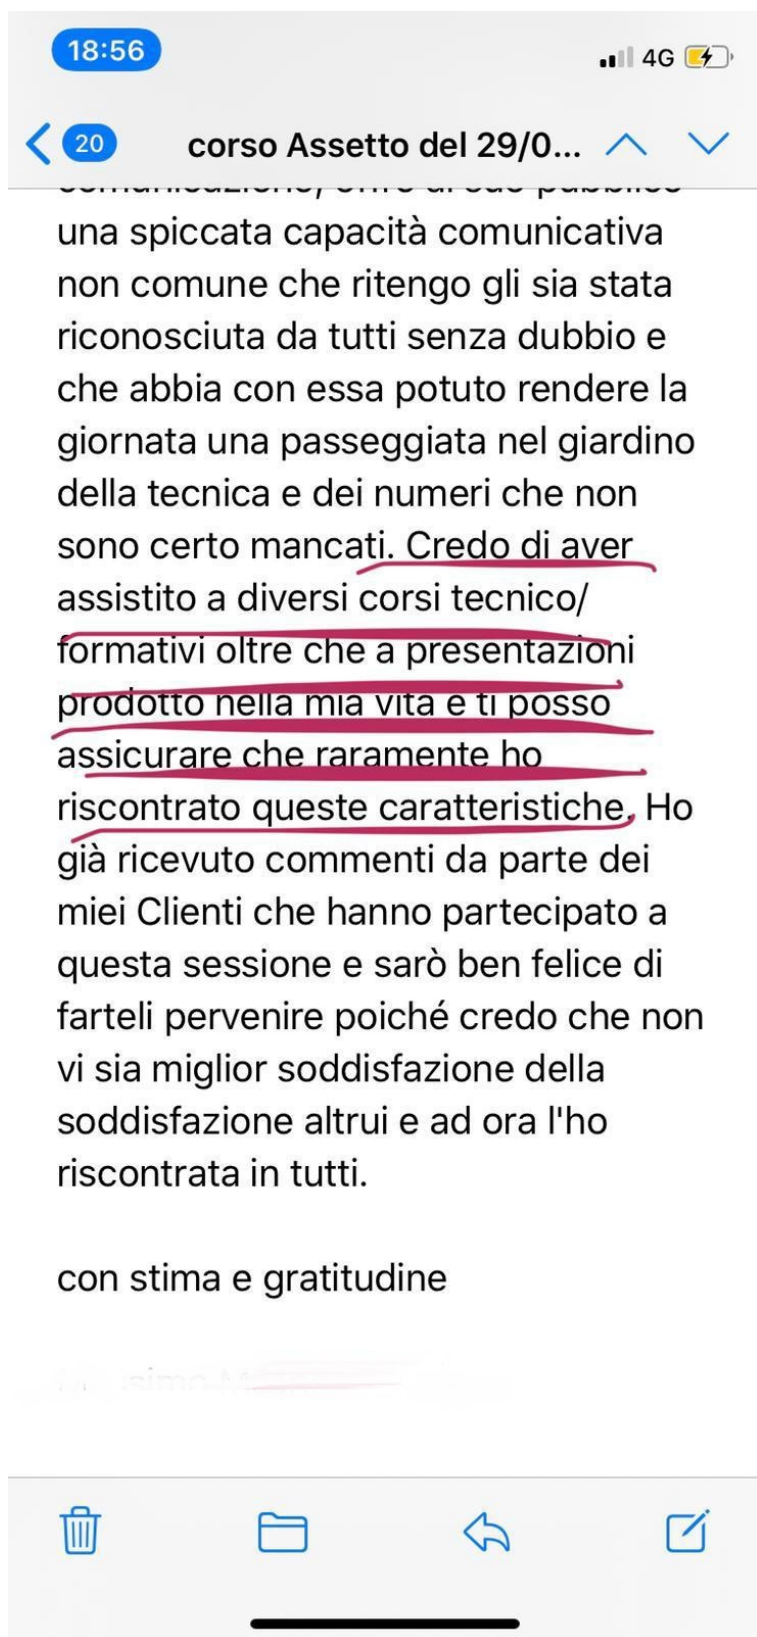 18:56
4G
20
corso Assetto del 29/0...
una spiccata capacità comunicativa
non comune che ritengo gli sia stata
riconosciuta da tutti senza dubbio e
che abbia con essa potuto rendere la
giornata una passeggiata nel giardino
della tecnica e dei numeri che non
sono certo mancati. Credo di aver
assistito a diversi corsi tecnico/
formativi oltre che a presentazioni
prodotto nella mia vita e ti posso
assicurare che raramente ho
riscontrato queste caratteristiche. Ho
già ricevuto commenti da parte dei
miei Clienti che hanno partecipato a
questa sessione e sarò ben felice di
farteli pervenire poiché credo che non
vi sia miglior soddisfazione della
soddisfazione altrui e ad ora l'ho
riscontrata in tutti.
con stima e gratitudine